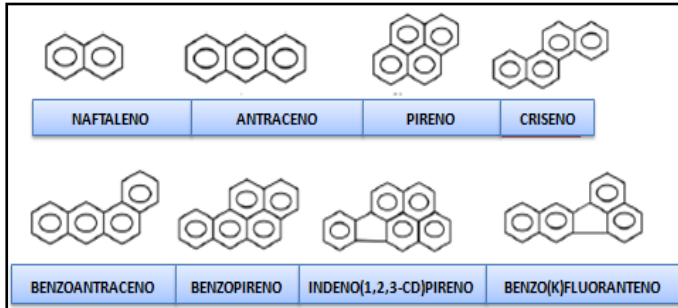 NAFTALENO ANTRACENO PIRENO CRISENO
BENZOANTRACENO BENZOPIRENO INDENO(1,2,3-CD)PIRENO BENZO(K)FLUORANTENO